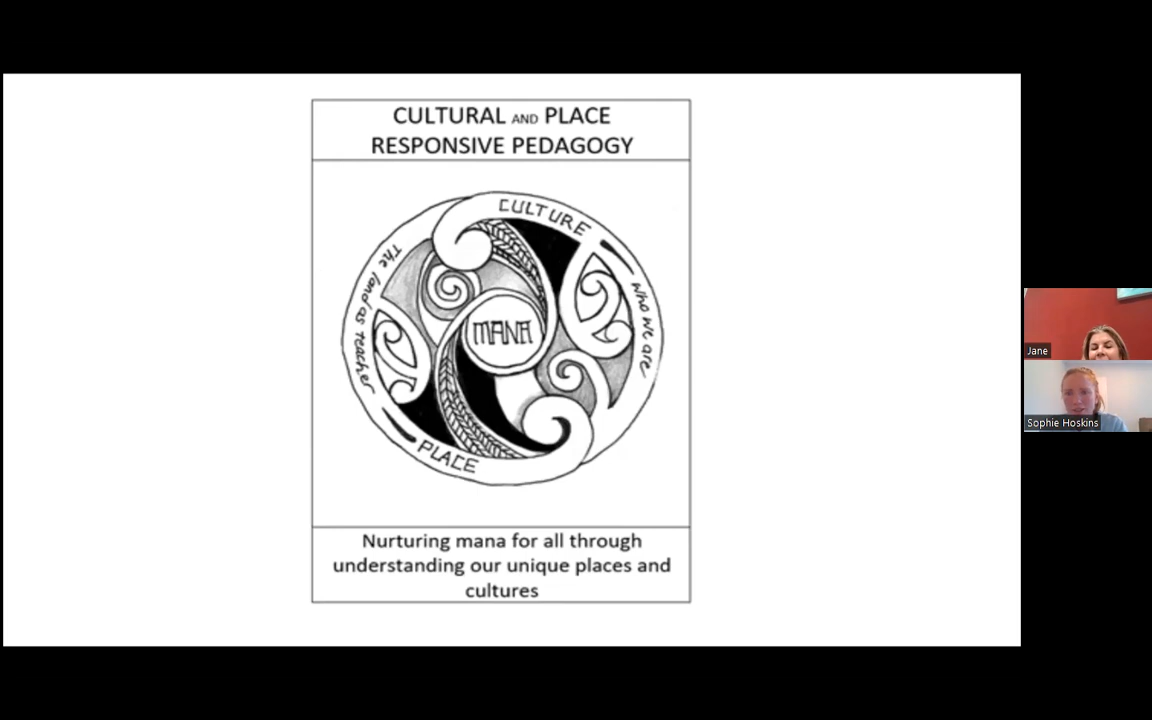 CULTURAL AND PLACE
RESPONSIVE PEDAGOGY
CULTURE
who we are
The land as teacher
MANA
PLACE
Nurturing mana for all through
understanding our unique places and
cultures
Jane
Sophie Hoskins